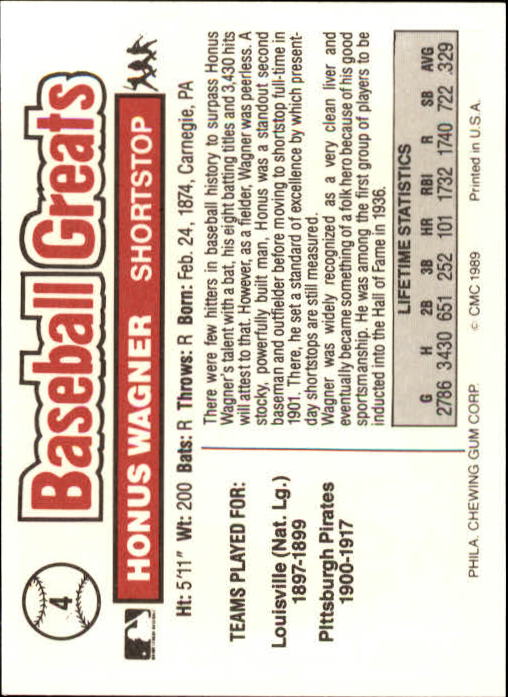 4
Baseball Greats
HONUS WAGNER SHORTSTOP
Ht: 5'11" Wt: 200 Bats: R Throws: R Born: Feb. 24, 1874, Carnegie, PA
TEAMS PLAYED FOR:
Louisville (Nat. Lg.)
1897-1899
Pittsburgh Pirates
1900-1917
There were few hitters in baseball history to surpass Honus
Wagner's talent with a bat, his eight batting titles and 3,430 hits
will attest to that. However, as a fielder, Wagner was peerless. A
stocky, powerfully built man, Honus was a standout second
baseman and outfielder before moving to shortstop full-time in
1901. There, he set a standard of excellence by which present-
day shortstops are still measured.
Wagner was widely recognized as a very clean liver and
eventually became something of a folk hero because of his good
sportsmanship. He was among the first group of players to be
inducted into the Hall of Fame in 1936.
LIFETIME STATISTICS
G H 2B 3B HR RBI R SB AVG
2786 3430 651 252 101 1732 1740 722 .329
PHILA. CHEWING GUM CORP. © CMC 1989 Printed in U.S.A.